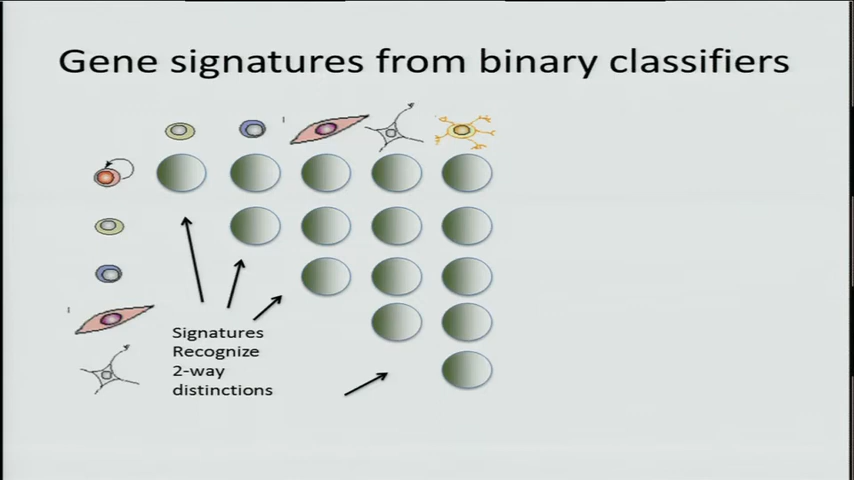 Gene signatures from binary classifiers
Signatures
Recognize
2-way
distinctions